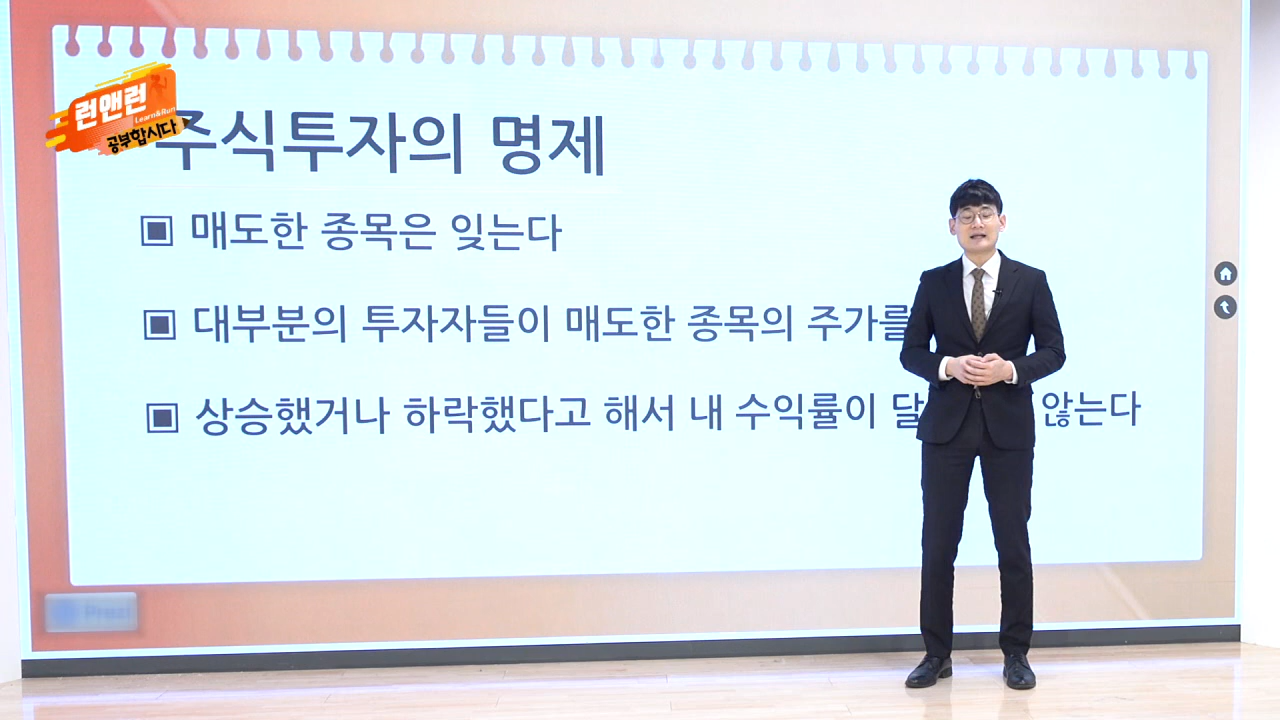 런앤런
Learn&Run
공부합시다
주식투자의 명제
매도한 종목은 잊는다
대부분의 투자자들이 매도한 종목의 주가를
상승했거나 하락했다고 해서 내 수익률이 않는다
Prezi